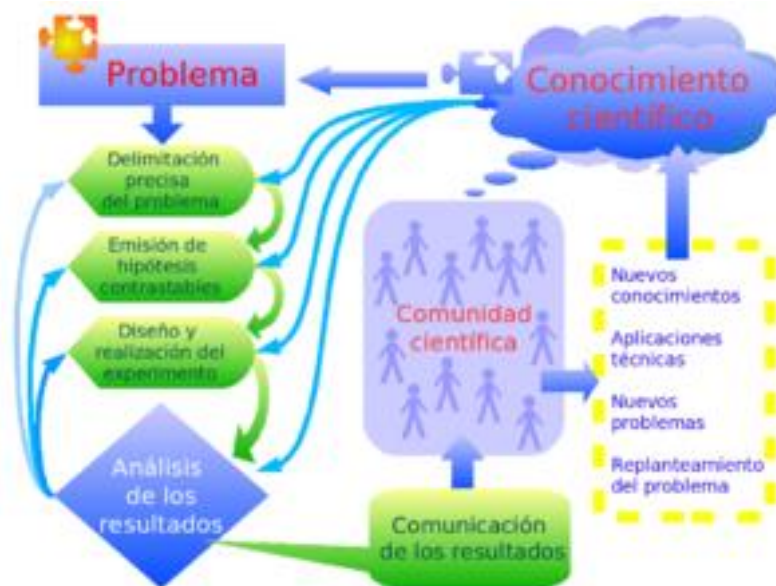 Problema
Conocimiento
científico
Delimitación
precisa
del problema
Emisión de
hipótesis
contrastables
Diseño y
realización del
experimento
Análisis
de los
resultados
Comunicación
de los resultados
Comunidad
científica
Nuevos
conocimientos
Aplicaciones
técnicas
Nuevos
problemas
Replanteamiento
del problema